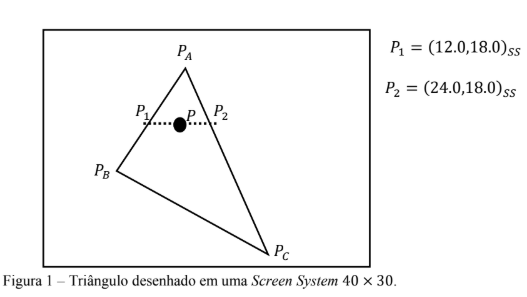 P_A
P_1 = (12.0,18.0)_SS
P_2 = (24.0,18.0)_SS
P_1 P P_2
P_B
P_C
Figura 1 – Triângulo desenhado em uma Screen System 40 × 30.